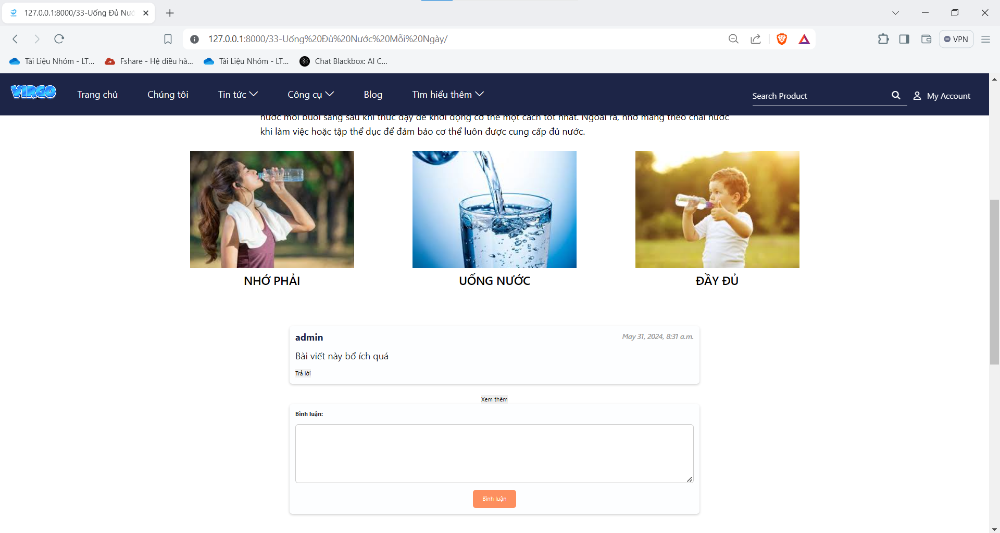 127.0.0.1:8000/33-Uống Đủ Nướ
127.0.0.1:8000/33-Uống%20Đủ%20Nước%20Mỗi%20Ngày/
VPN
Tài Liệu Nhóm - LT...
Fshare - Hệ điều hà...
Tài Liệu Nhóm - LT...
Chat Blackbox: AI C...
VIRGO
Trang chủ
Chúng tôi
Tin tức
Công cụ
Blog
Tìm hiểu thêm
Search Product
My Account
nước mỗi buổi sáng sau khi thức dậy để khởi động cơ thể một cách tốt nhất. Ngoài ra, nhớ mang theo chai nước
khi làm việc hoặc tập thể dục để đảm bảo cơ thể luôn được cung cấp đủ nước.
NHỚ PHẢI
UỐNG NƯỚC
ĐẦY ĐỦ
admin
May 31, 2024, 8:31 a.m.
Bài viết này bổ ích quá
Trả lời
Xem thêm
Bình luận:
Bình luận